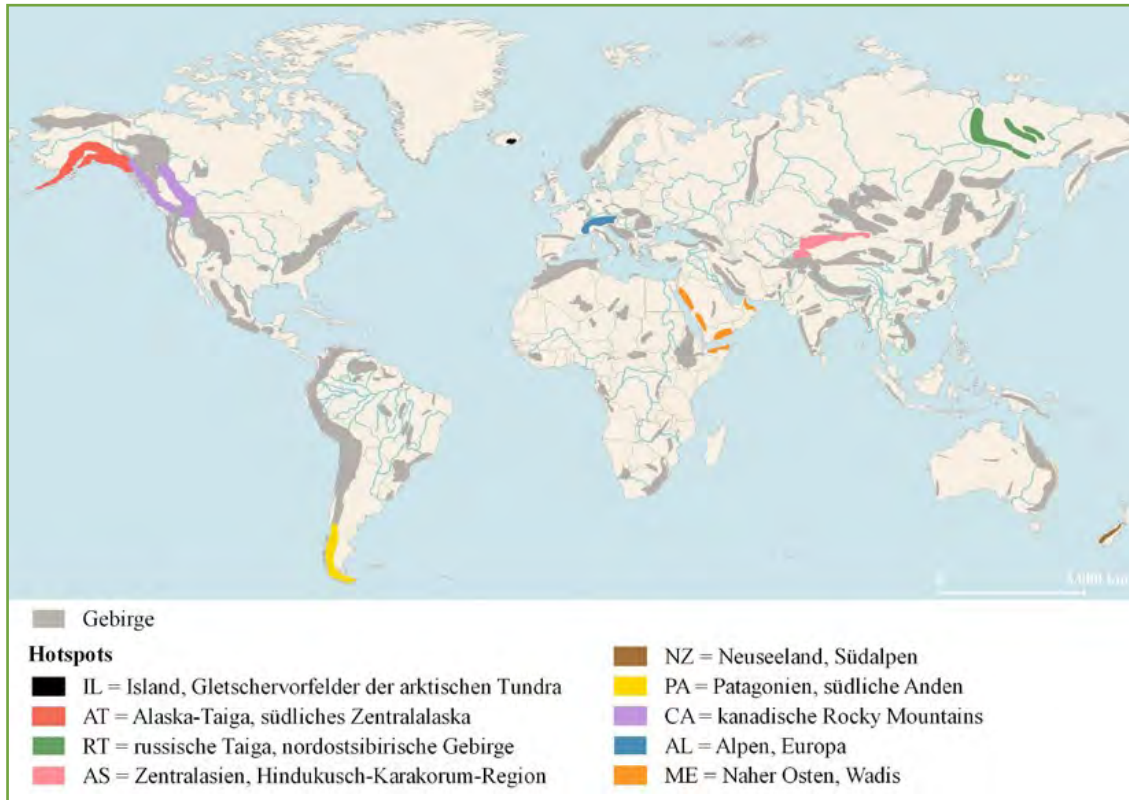 Gebirge
Hotspots
IL = Island, Gletschervorfelder der arktischen Tundra
AT = Alaska-Taiga, südliches Zentralalaska
RT = russische Taiga, nordostsibirische Gebirge
AS = Zentralasien, Hindukusch-Karakorum-Region
NZ = Neuseeland, Südalpen
PA = Patagonien, südliche Anden
CA = kanadische Rocky Mountains
AL = Alpen, Europa
ME = Naher Osten, Wadis